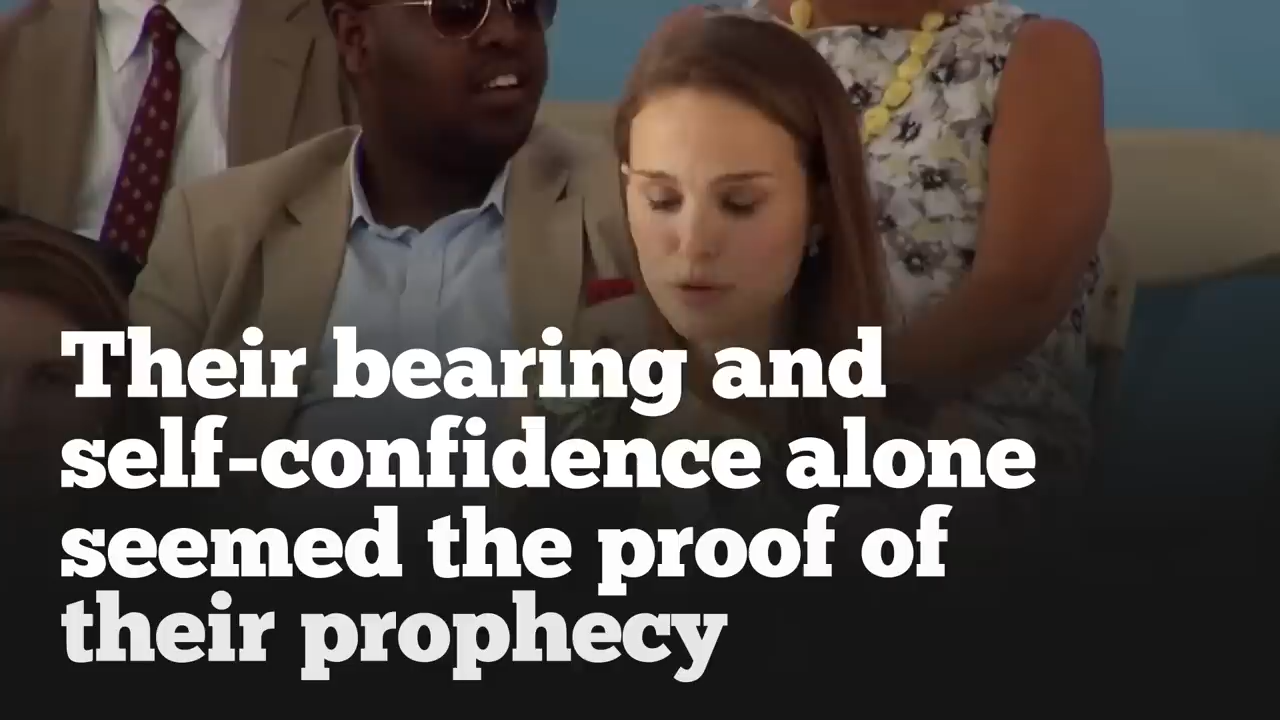 Their bearing and
self-confidence alone
seemed the proof of
their prophecy